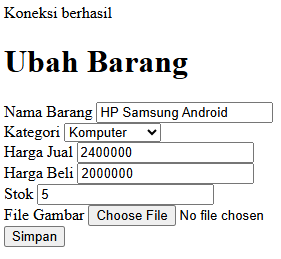 Koneksi berhasil
Ubah Barang
Nama Barang HP Samsung Android
Kategori Komputer
Harga Jual 2400000
Harga Beli 2000000
Stok 5
File Gambar Choose File No file chosen
Simpan